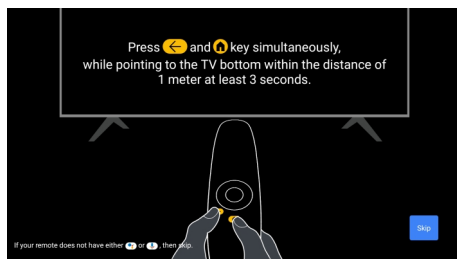 Press and key simultaneously,
while pointing to the TV bottom within the distance of
1 meter at least 3 seconds.
Skip
If your remote does not have either or , then skip.